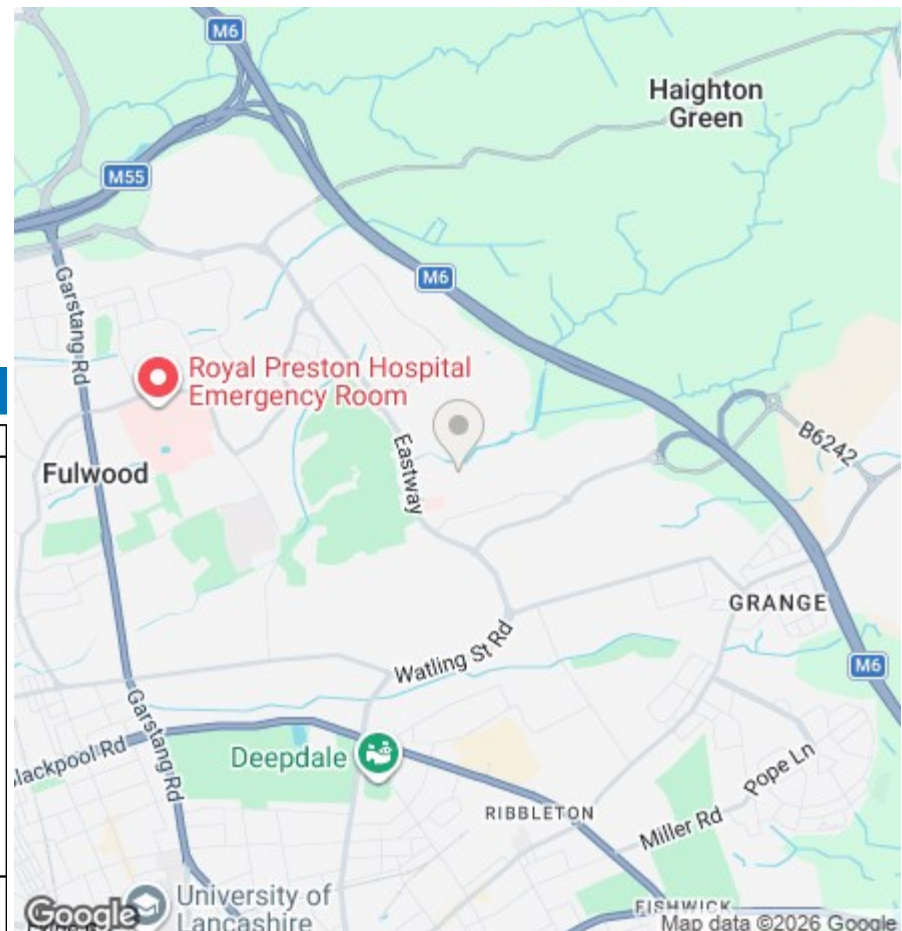 M6
Haighton
Green
M55
M6
Garstang Rd
Royal Preston Hospital
Emergency Room
Eastway
B6242
Fulwood
GRANGE
Watling St Rd
M6
Garstang Rd
Blackpool Rd
Deepdale
Pope Ln
RIBBLETON
Miller Rd
University of
Lancashire
FISHWICK
Google
Map data ©2026 Google